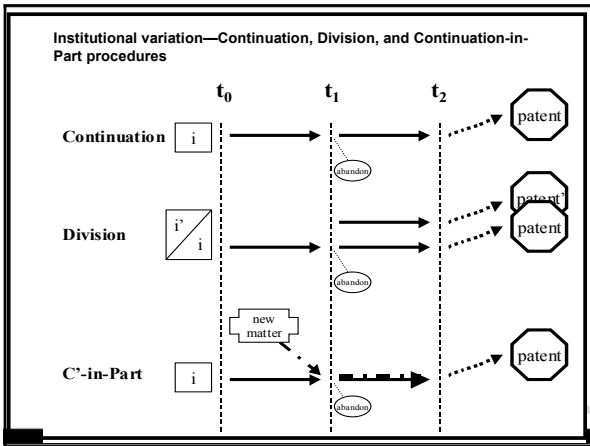 Institutional variation—Continuation, Division, and Continuation-in-
Part procedures
t0 t1 t2
patent
Continuation i
abandon
patent'
i'
Division i patent
abandon
new
matter
patent
C'-in-Part i
abandon